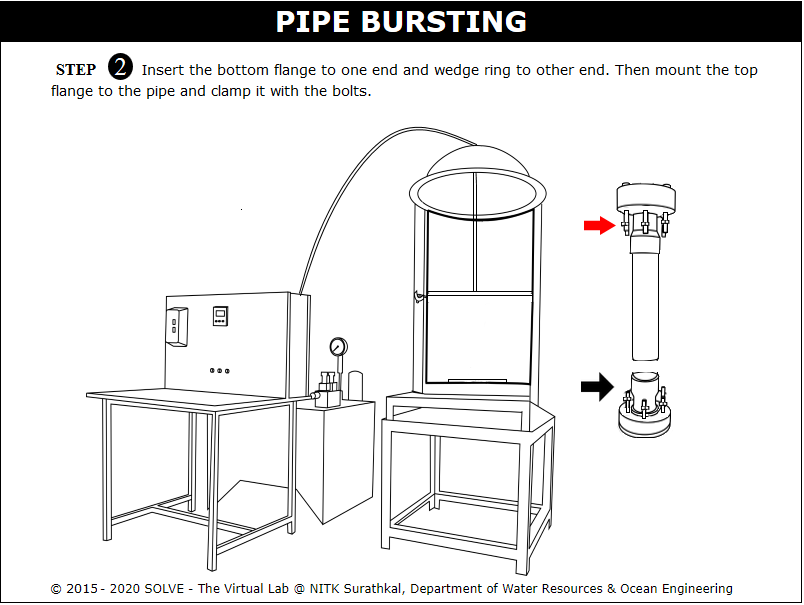 PIPE BURSTING
STEP 2 Insert the bottom flange to one end and wedge ring to other end. Then mount the top
flange to the pipe and clamp it with the bolts.
© 2015 - 2020 SOLVE - The Virtual Lab @ NITK Surathkal, Department of Water Resources & Ocean Engineering